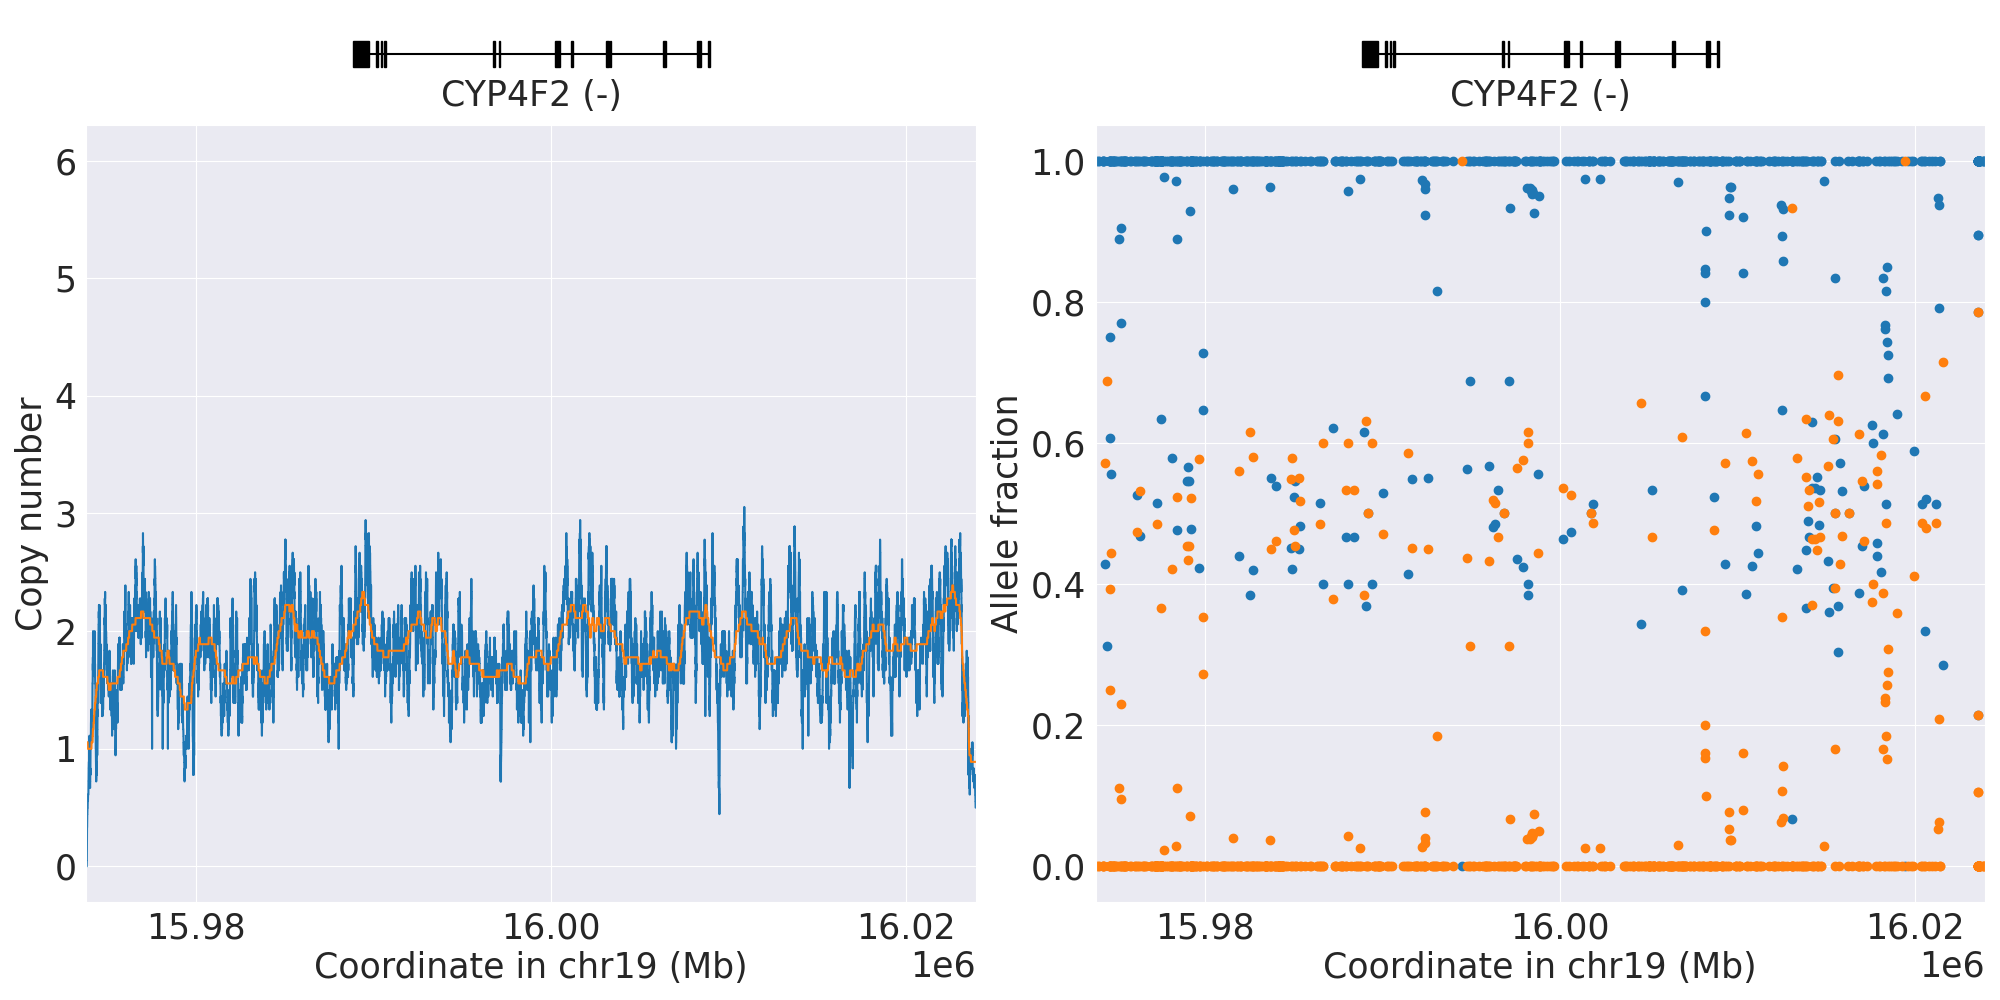 CYP4F2 (-)
CYP4F2 (-)
Copy number
6
5
4
3
2
1
0
15.98
16.00
16.02
Coordinate in chr19 (Mb)
1e6
Allele fraction
1.0
0.8
0.6
0.4
0.2
0.0
15.98
16.00
16.02
Coordinate in chr19 (Mb)
1e6